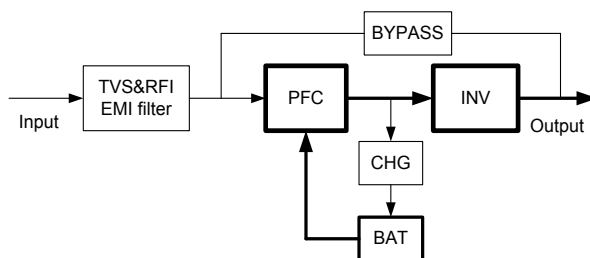 BYPASS
TVS&RFI
EMI filter
PFC
INV
Input
Output
CHG
BAT